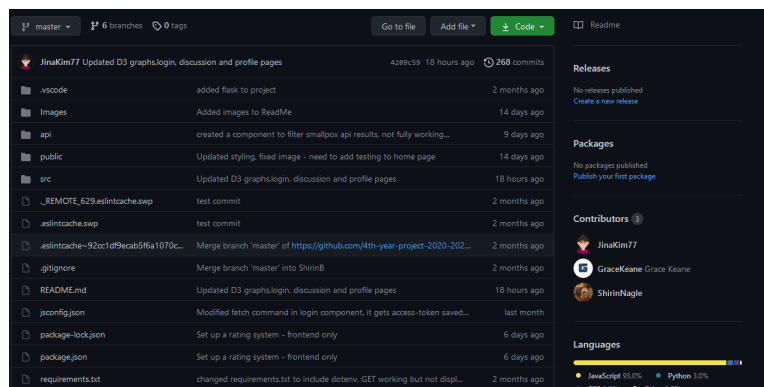 master 6 branches 0 tags Go to file Add file Code
JinaKim77 Updated D3 graphs,login, discussion and profile pages 4209c59 18 hours ago 268 commits
.vscode added flask to project 2 months ago
Images Added images to ReadMe 14 days ago
api created a component to filter smallpox api results, not fully working... 9 days ago
public Updated styling, fixed image - need to add testing to home page 14 days ago
src Updated D3 graphs,login, discussion and profile pages 18 hours ago
._REMOTE_629.eslintcache.swp test commit 2 months ago
.eslintcache.swp test commit 2 months ago
.eslintcache~92cc1df9ecab5f6a1070c... Merge branch 'master' of https://github.com/4th-year-project-2020-202... 2 months ago
.gitignore Merge branch 'master' into ShirinB 2 months ago
README.md Updated D3 graphs,login, discussion and profile pages 18 hours ago
jsconfig.json Modified fetch command in login component, it gets access-token saved... last month
package-lock.json Set up a rating system - frontend only 6 days ago
package.json Set up a rating system - frontend only 6 days ago
requirements.txt changed requirements.txt to include dotenv, GET working but not displ... 2 months ago
Readme
Releases
No releases published
Create a new release
Packages
No packages published
Publish your first package
Contributors 3
JinaKim77
GraceKeane Grace Keane
ShirinNagle
Languages
JavaScript 93.0% Python 3.0%